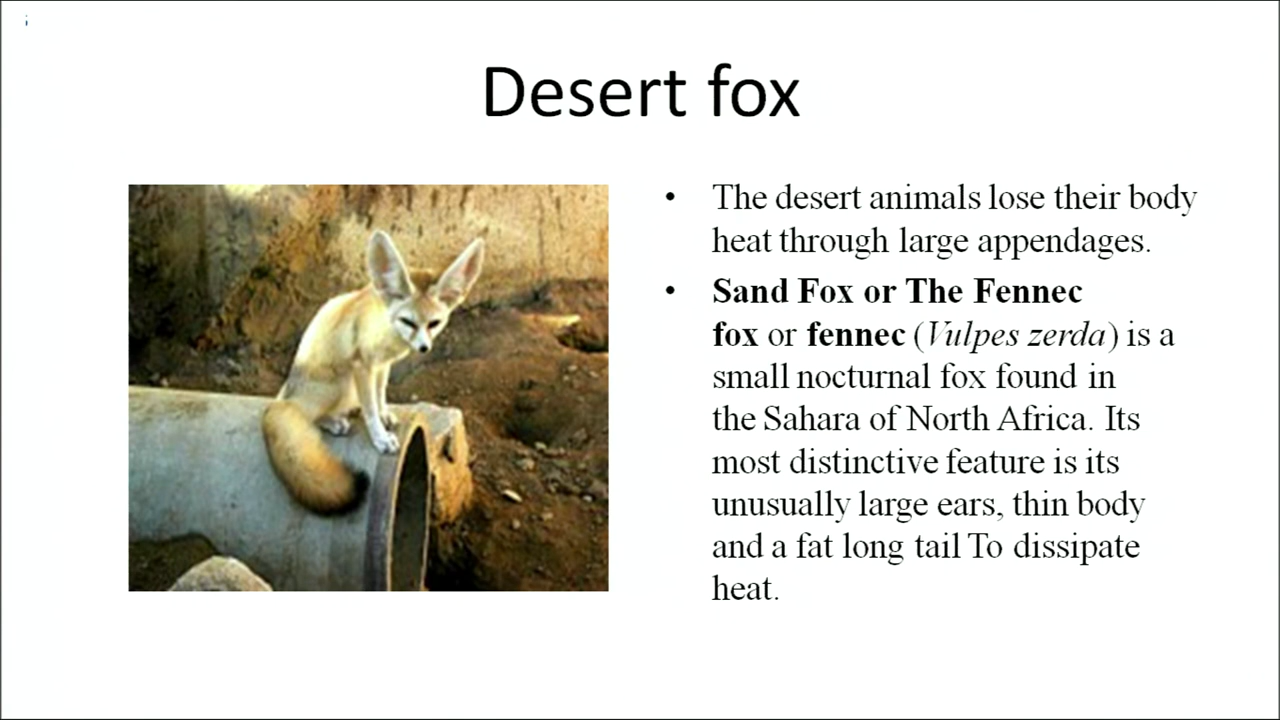 Desert fox
• The desert animals lose their body
heat through large appendages.
• Sand Fox or The Fennec
fox or fennec (Vulpes zerda) is a
small nocturnal fox found in
the Sahara of North Africa. Its
most distinctive feature is its
unusually large ears, thin body
and a fat long tail To dissipate
heat.